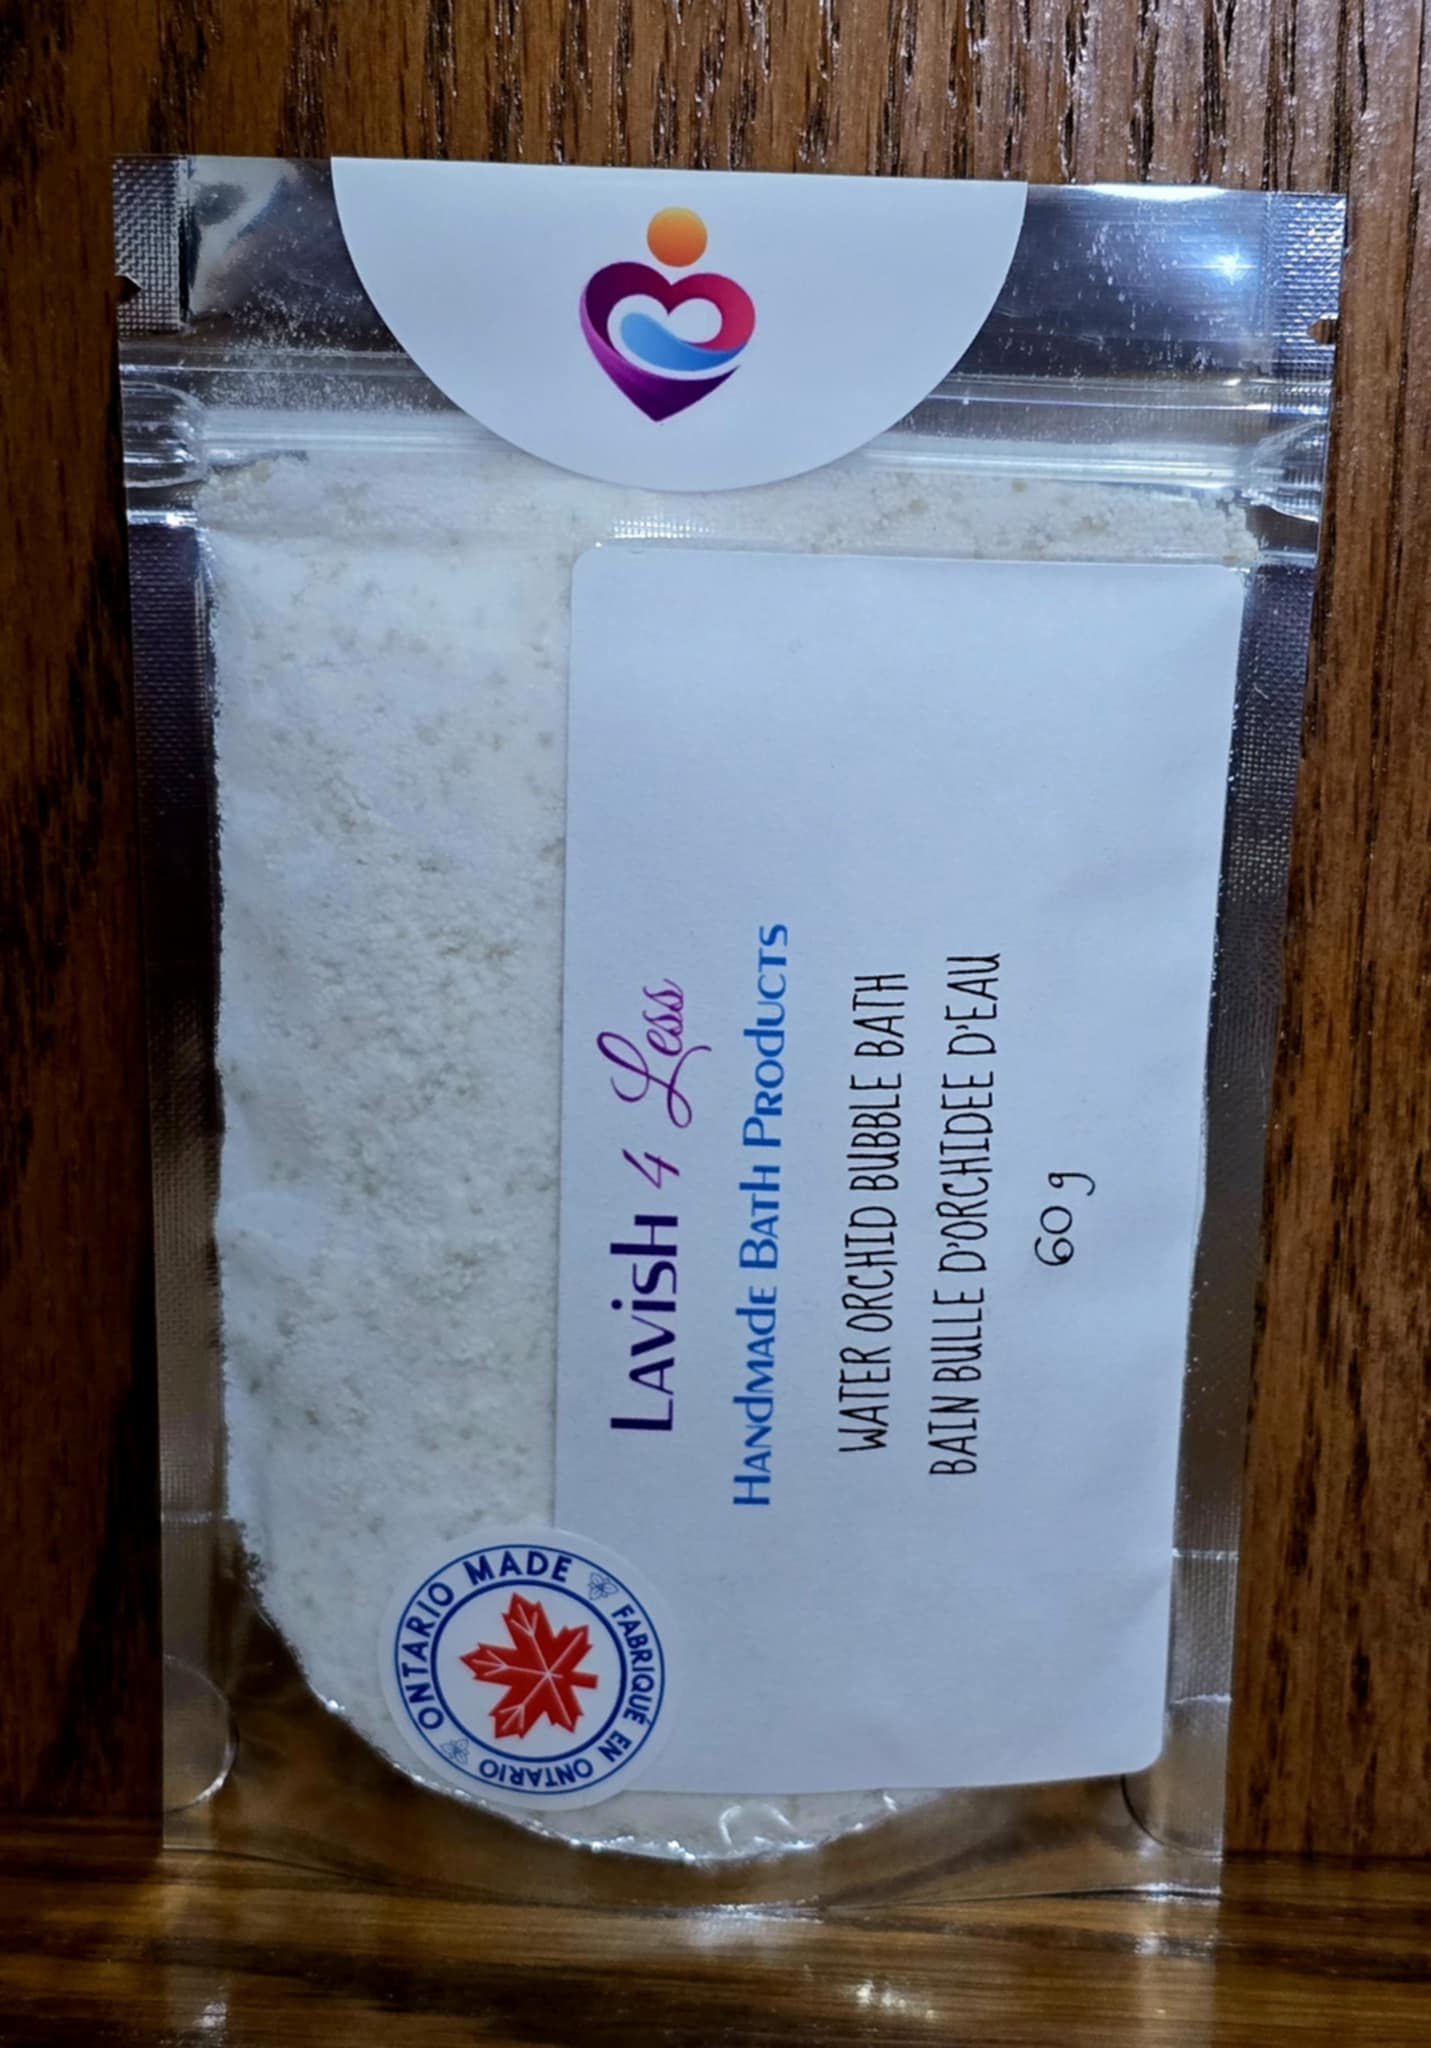 Lavish 4 Less
Handmade Bath Products
WATER ORCHID BUBBLE BATH
BAIN BULLE D'ORCHIDEE D'EAU
60 g
ONTARIO MADE
FABRIQUÉ EN ONTARIO